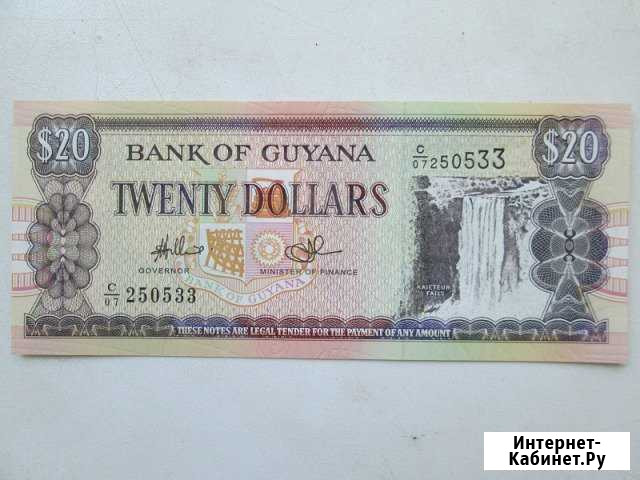 $20
BANK OF GUYANA
C/07 250533
$20
TWENTY DOLLARS
GOVERNOR
MINISTER OF FINANCE
KAIETEUR
FALLS
BANK OF GUYANA
C/07 250533
THESE NOTES ARE LEGAL TENDER FOR THE PAYMENT OF ANY AMOUNT
Интернет-
Кабинет.Ру